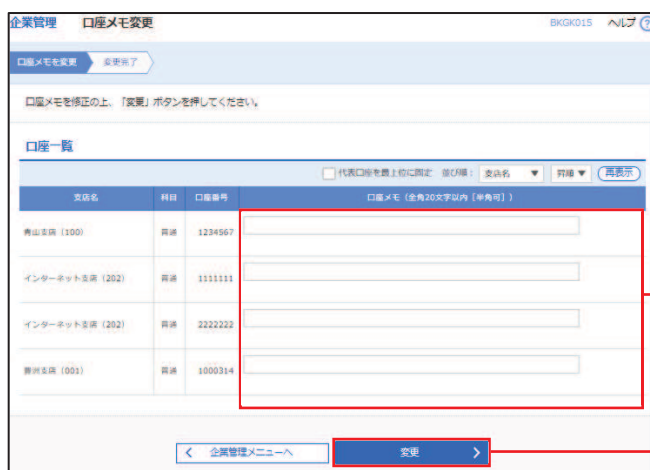 企業管理 口座メモ変更 BKGK015 ヘルプ ?
口座メモを変更 変更完了
口座メモを修正の上、「変更」ボタンを押してください。
口座一覧
代表口座を最上位に固定 並び順： 支店名 ▼ 昇順 ▼ 再表示
支店名 科目 口座番号 口座メモ（全角20文字以内［半角可］）
青山支店（100） 普通 1234567
インターネット支店（202） 普通 1111111
インターネット支店（202） 普通 2222222
支店（001） 普通 1000314
企業管理メニューへ 変更